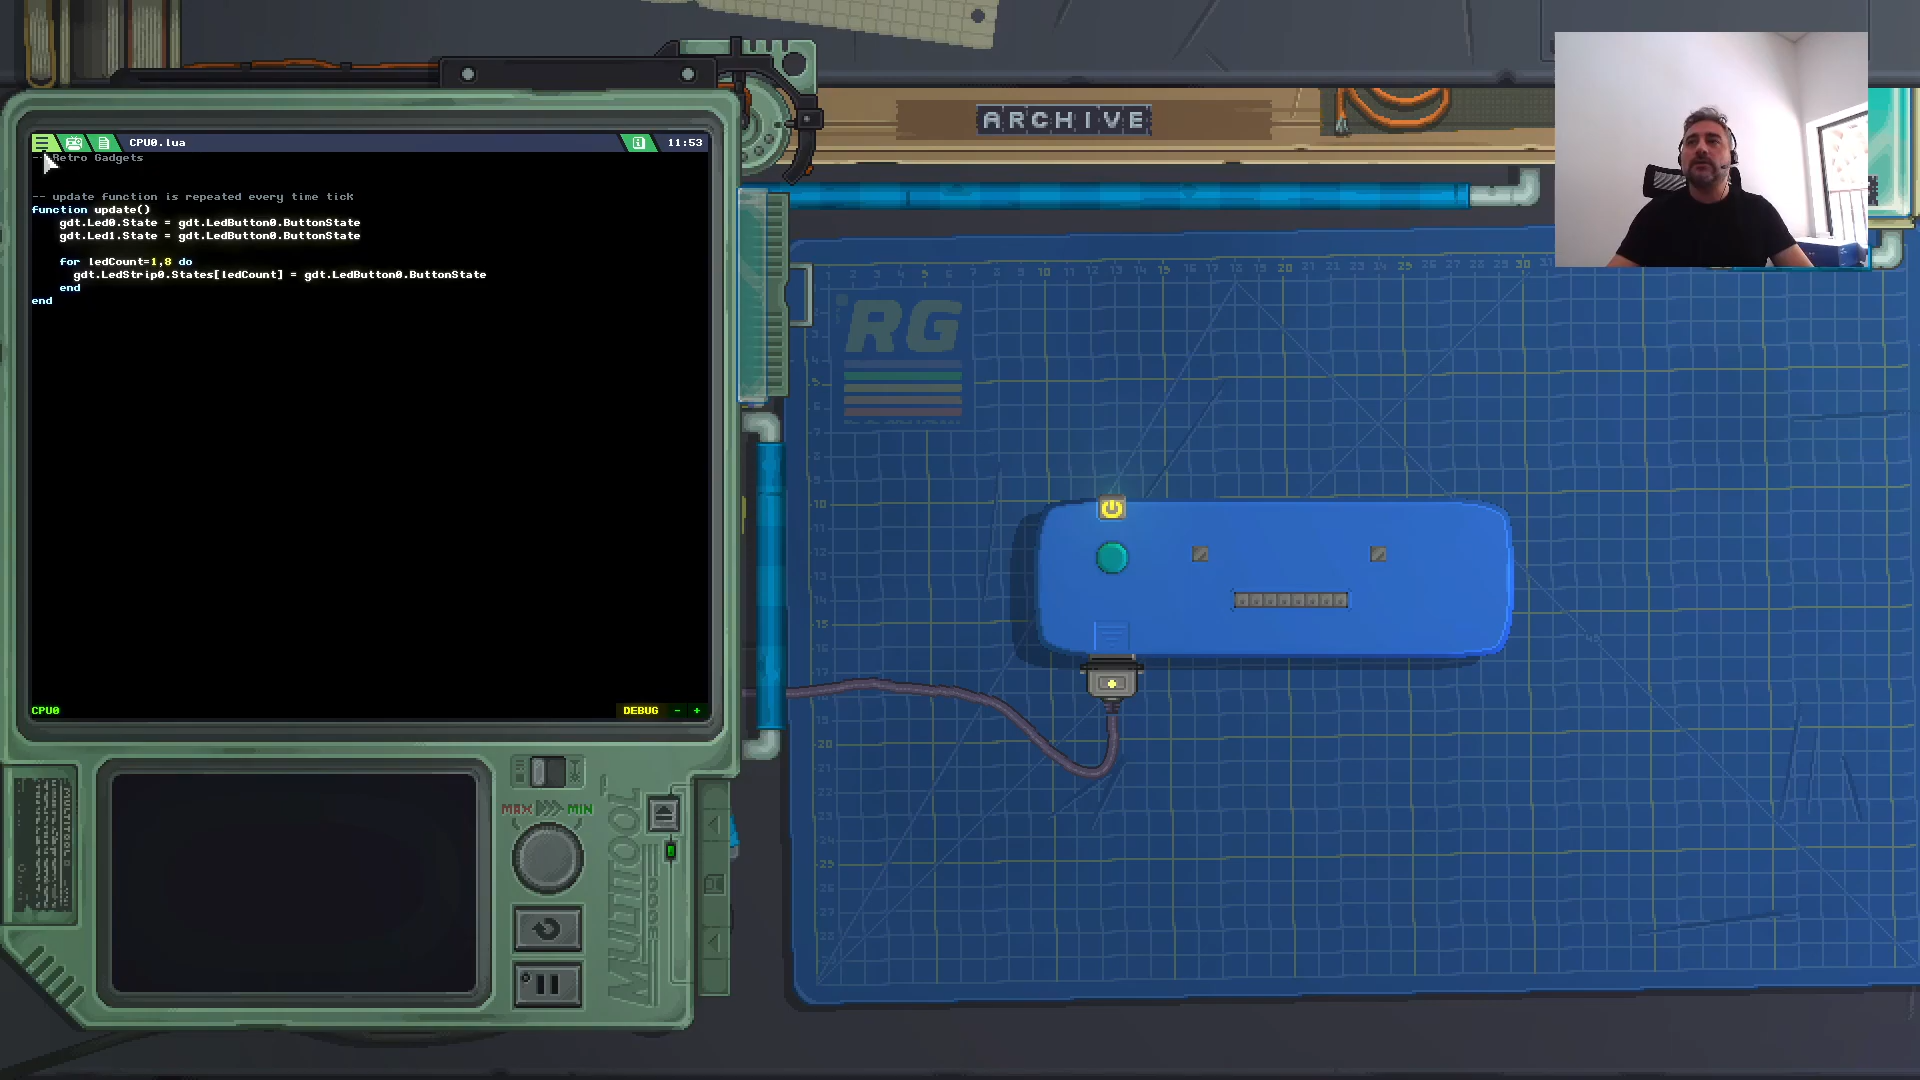 ARCHIVE
CPU0.lua
11:53
-- Retro Gadgets
-- update function is repeated every time tick
function update()
gdt.Led0.State = gdt.LedButton0.ButtonState
gdt.Led1.State = gdt.LedButton0.ButtonState
for ledCount=1,8 do
gdt.LedStrip0.States[ledCount] = gdt.LedButton0.ButtonState
end
end
CPU0
DEBUG - +
RG
MAX MIN
MULTITOOL
3000